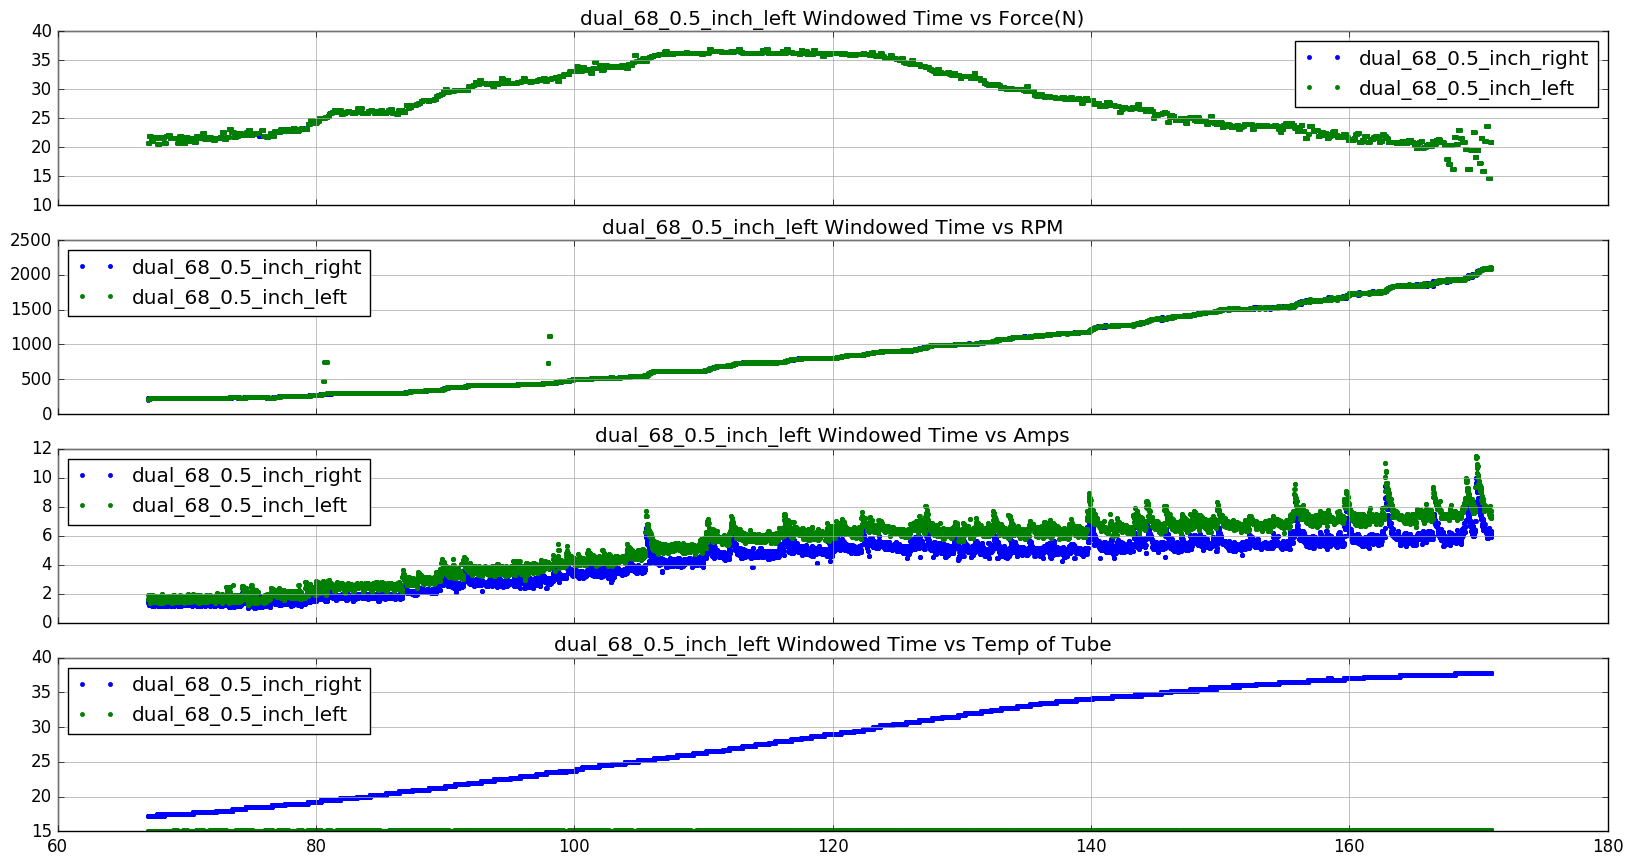 dual_68_0.5_inch_left Windowed Time vs Force(N)
40
35
30
25
20
15
10
dual_68_0.5_inch_right
dual_68_0.5_inch_left
dual_68_0.5_inch_left Windowed Time vs RPM
2500
2000
1500
1000
500
0
dual_68_0.5_inch_right
dual_68_0.5_inch_left
dual_68_0.5_inch_left Windowed Time vs Amps
12
10
8
6
4
2
0
dual_68_0.5_inch_right
dual_68_0.5_inch_left
dual_68_0.5_inch_left Windowed Time vs Temp of Tube
40
35
30
25
20
15
dual_68_0.5_inch_right
dual_68_0.5_inch_left
60 80 100 120 140 160 180